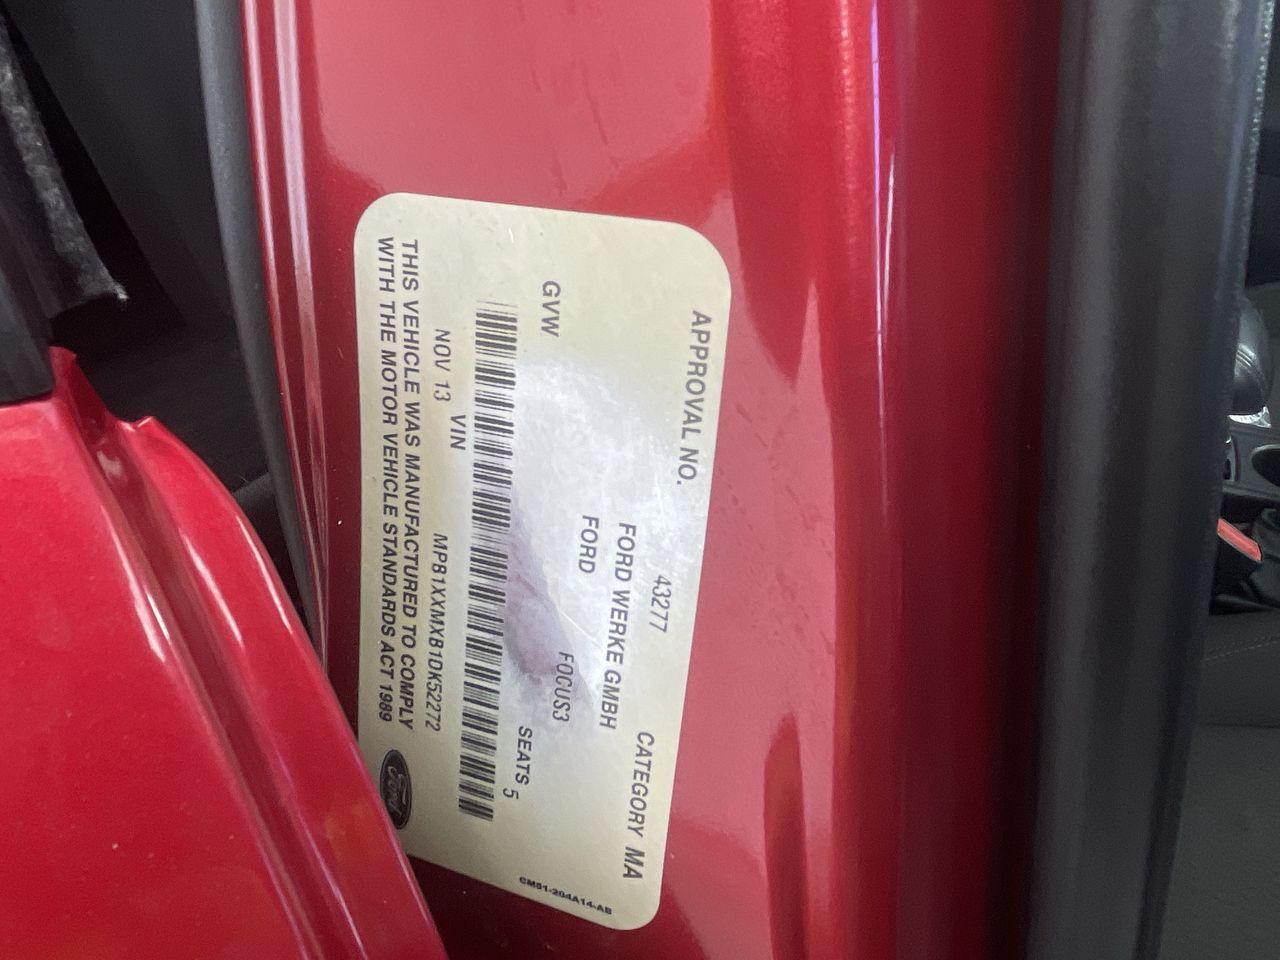 APPROVAL NO. 43277 CATEGORY MA
FORD WERKE GMBH
FORD FOCUS3
GVW SEATS 5
NOV 13 VIN MPB1XXMXB1DK52272
THIS VEHICLE WAS MANUFACTURED TO COMPLY
WITH THE MOTOR VEHICLE STANDARDS ACT 1989
Ford
CM51-204A14-AB